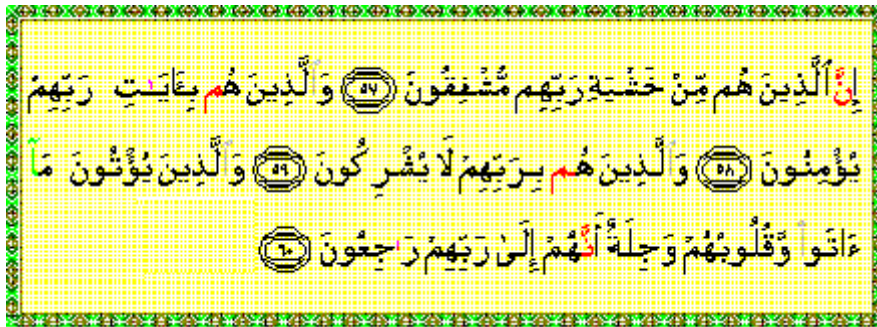 إِنَّ ٱلَّذِينَ هُم مِّنْ خَشْيَةِ رَبِّهِم مُّشْفِقُونَ ٥٧ وَٱلَّذِينَ هُم بِـَٔايَـٰتِ رَبِّهِمْ
يُؤْمِنُونَ ٥٨ وَٱلَّذِينَ هُم بِرَبِّهِمْ لَا يُشْرِكُونَ ٥٩ وَٱلَّذِينَ يُؤْتُونَ مَآ
ءَاتَوا۟ وَّقُلُوبُهُمْ وَجِلَةٌ أَنَّهُمْ إِلَىٰ رَبِّهِمْ رَٰجِعُونَ ٦٠